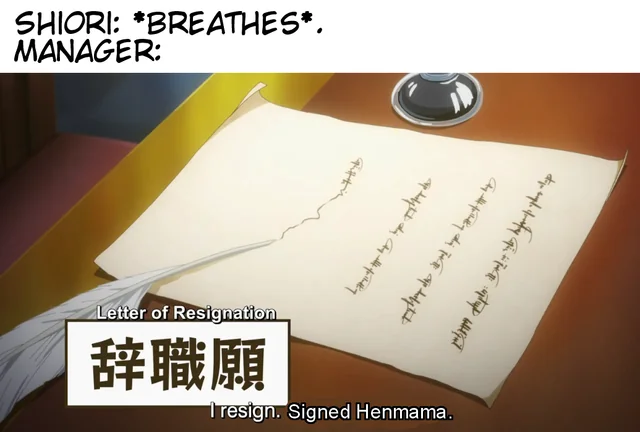 SHIORI: *BREATHES*.
MANAGER:
Letter of Resignation
辞職願
I resign. Signed Henmama.